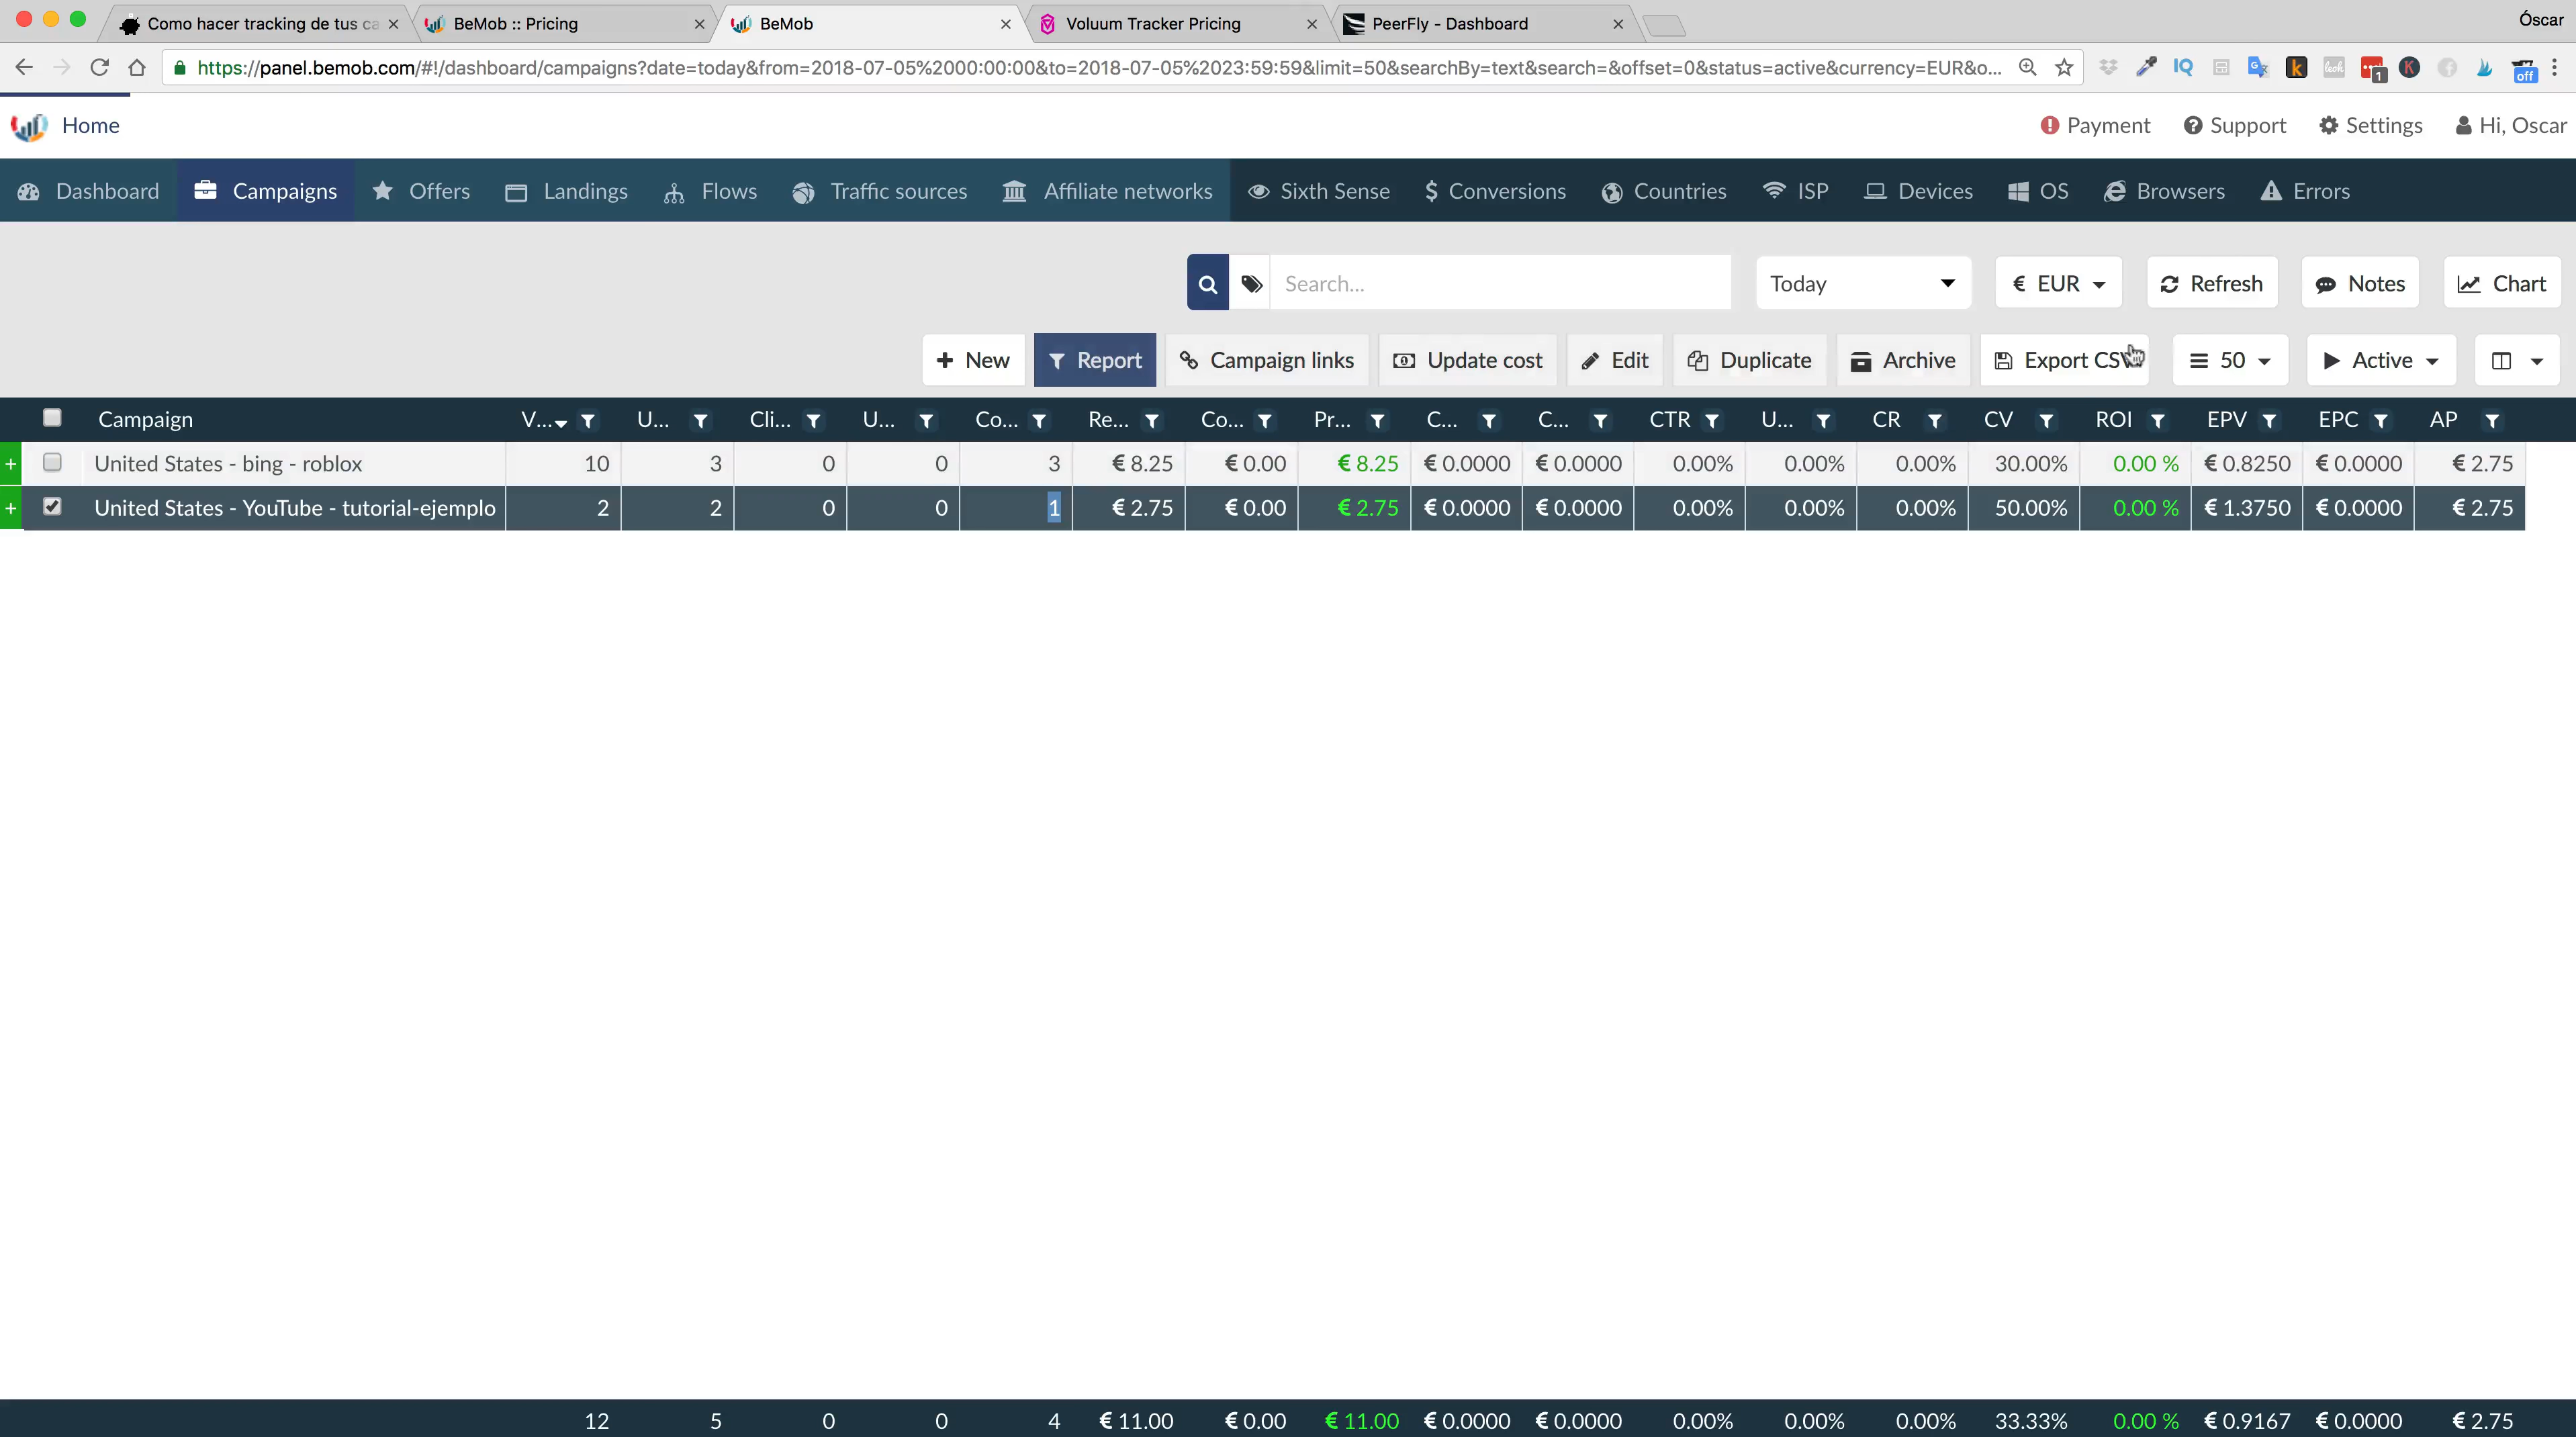 Como hacer tracking de tus ca
BeMob :: Pricing
BeMob
Voluum Tracker Pricing
PeerFly - Dashboard
Óscar
https://panel.bemob.com/#!/dashboard/campaigns?date=today&from=2018-07-05%2000:00:00&to=2018-07-05%2023:59:59&limit=50&searchBy=text&search=&offset=0&status=active&currency=EUR&o...
IQ
1
off
Home
Payment
Support
Settings
Hi, Oscar
Dashboard
Campaigns
Offers
Landings
Flows
Traffic sources
Affiliate networks
Sixth Sense
Conversions
Countries
ISP
Devices
OS
Browsers
Errors
Search...
Today
€ EUR
Refresh
Notes
Chart
New
Report
Campaign links
Update cost
Edit
Duplicate
Archive
Export CSV
50
Active
Campaign V... U... Cli... U... Co... Re... Co... Pr... C... C... CTR U... CR CV ROI EPV EPC AP
United States - bing - roblox 10 3 0 0 3 € 8.25 € 0.00 € 8.25 € 0.0000 € 0.0000 0.00% 0.00% 0.00% 30.00% 0.00 % € 0.8250 € 0.0000 € 2.75
United States - YouTube - tutorial-ejemplo 2 2 0 0 1 € 2.75 € 0.00 € 2.75 € 0.0000 € 0.0000 0.00% 0.00% 0.00% 50.00% 0.00 % € 1.3750 € 0.0000 € 2.75
12 5 0 0 4 € 11.00 € 0.00 € 11.00 € 0.0000 € 0.0000 0.00% 0.00% 0.00% 33.33% 0.00 % € 0.9167 € 0.0000 € 2.75